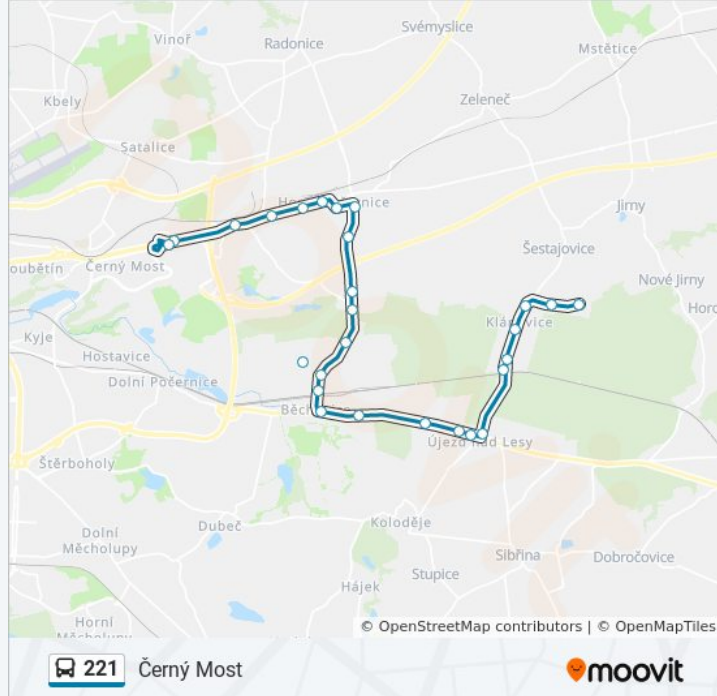 Svémyslice
Vinoř
Radonice
Mstětice
Kbely
Zeleneč
Satalice
Jirny
Šestajovice
Černý Most
Nové Jirny
Klánovice
Kyje
Hostavice
Dolní Počernice
Újezd nad Lesy
Štěrboholy
Dubeč
Koloděje
Dolní
Měcholupy
Sibřina
Dobročovice
Stupice
Hájek
Horní
Měcholupy
© OpenStreetMap contributors | © OpenMapTiles
221 Černý Most
moovit